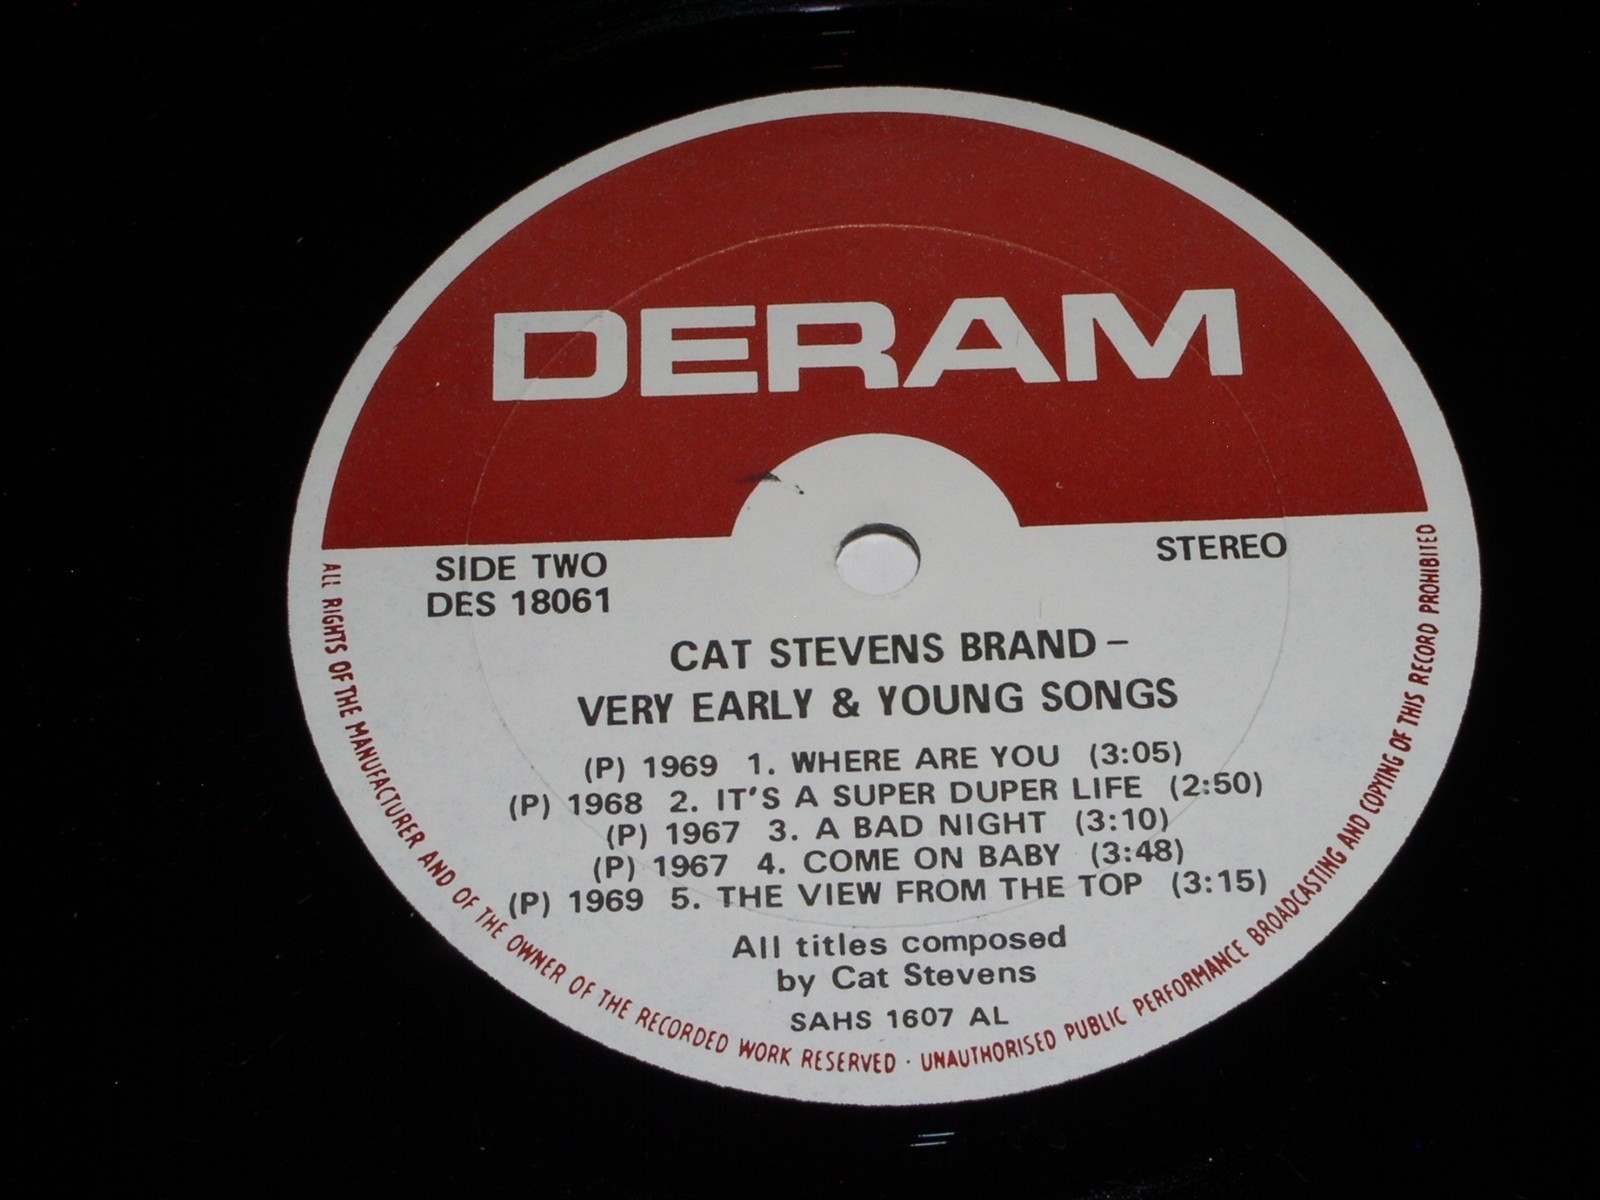 DERAM
SIDE TWO
DES 18061
STEREO
CAT STEVENS BRAND –
VERY EARLY & YOUNG SONGS
(P) 1969 1. WHERE ARE YOU (3:05)
(P) 1968 2. IT'S A SUPER DUPER LIFE (2:50)
(P) 1967 3. A BAD NIGHT (3:10)
(P) 1967 4. COME ON BABY (3:48)
(P) 1969 5. THE VIEW FROM THE TOP (3:15)
All titles composed
by Cat Stevens
SAHS 1607 AL
ALL RIGHTS OF THE MANUFACTURER AND OF THE OWNER OF THE RECORDED WORK RESERVED · UNAUTHORISED PUBLIC PERFORMANCE BROADCASTING AND COPYING OF THIS RECORD PROHIBITED